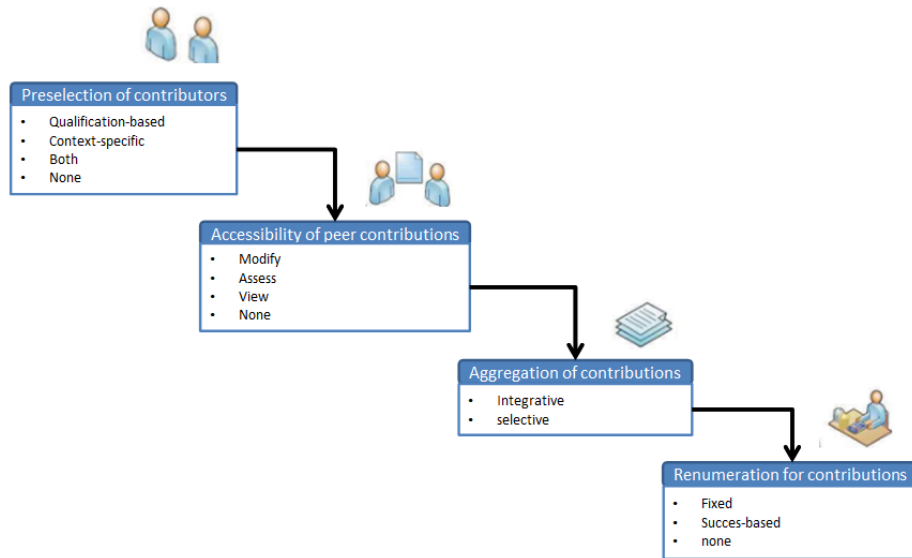 Preselection of contributors
• Qualification-based
• Context-specific
• Both
• None
Accessibility of peer contributions
• Modify
• Assess
• View
• None
Aggregation of contributions
• Integrative
• selective
Renumeration for contributions
• Fixed
• Succes-based
• none